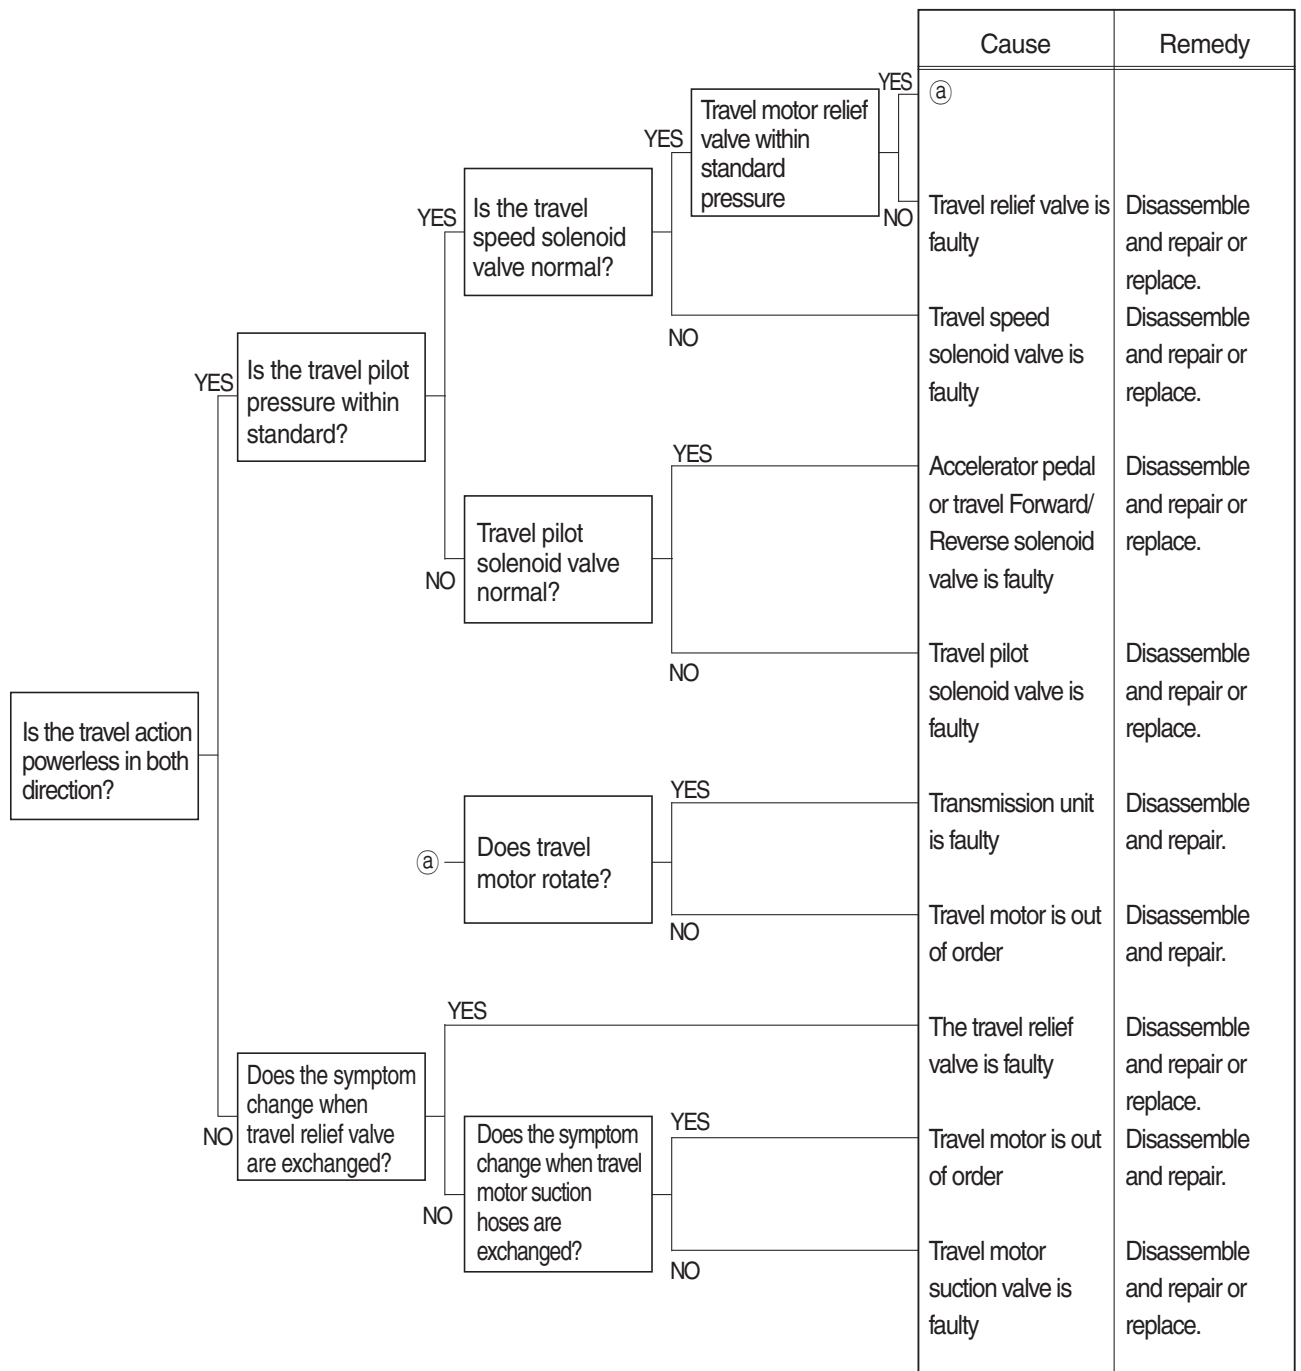 Cause
Remedy
YES
ⓐ
Travel motor relief
valve within
standard
pressure
YES
NO
Travel relief valve is
faulty
Disassemble
and repair or
replace.
YES
Is the travel
speed solenoid
valve normal?
NO
Travel speed
solenoid valve is
faulty
Disassemble
and repair or
replace.
YES
Is the travel pilot
pressure within
standard?
YES
Accelerator pedal
or travel Forward/
Reverse solenoid
valve is faulty
Disassemble
and repair or
replace.
NO
Travel pilot
solenoid valve
normal?
NO
Travel pilot
solenoid valve is
faulty
Disassemble
and repair or
replace.
Is the travel action
powerless in both
direction?
ⓐ
Does travel
motor rotate?
YES
Transmission unit
is faulty
Disassemble
and repair.
NO
Travel motor is out
of order
Disassemble
and repair.
NO
Does the symptom
change when
travel relief valve
are exchanged?
YES
The travel relief
valve is faulty
Disassemble
and repair or
replace.
NO
Does the symptom
change when travel
motor suction
hoses are
exchanged?
YES
Travel motor is out
of order
Disassemble
and repair.
NO
Travel motor
suction valve is
faulty
Disassemble
and repair or
replace.